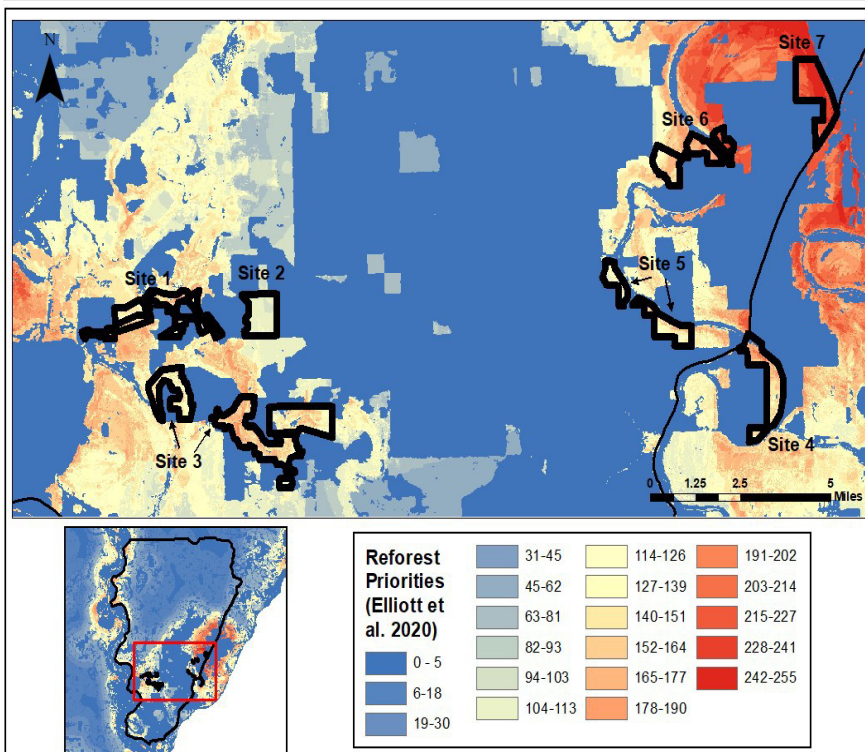 N
Site 7
Site 6
Site 1
Site 2
Site 5
Site 3
Site 4
0 1.25 2.5 5
Miles
Reforest
Priorities
(Elliott et
al. 2020)
0 - 5
6-18
19-30
31-45
45-62
63-81
82-93
94-103
104-113
114-126
127-139
140-151
152-164
165-177
178-190
191-202
203-214
215-227
228-241
242-255